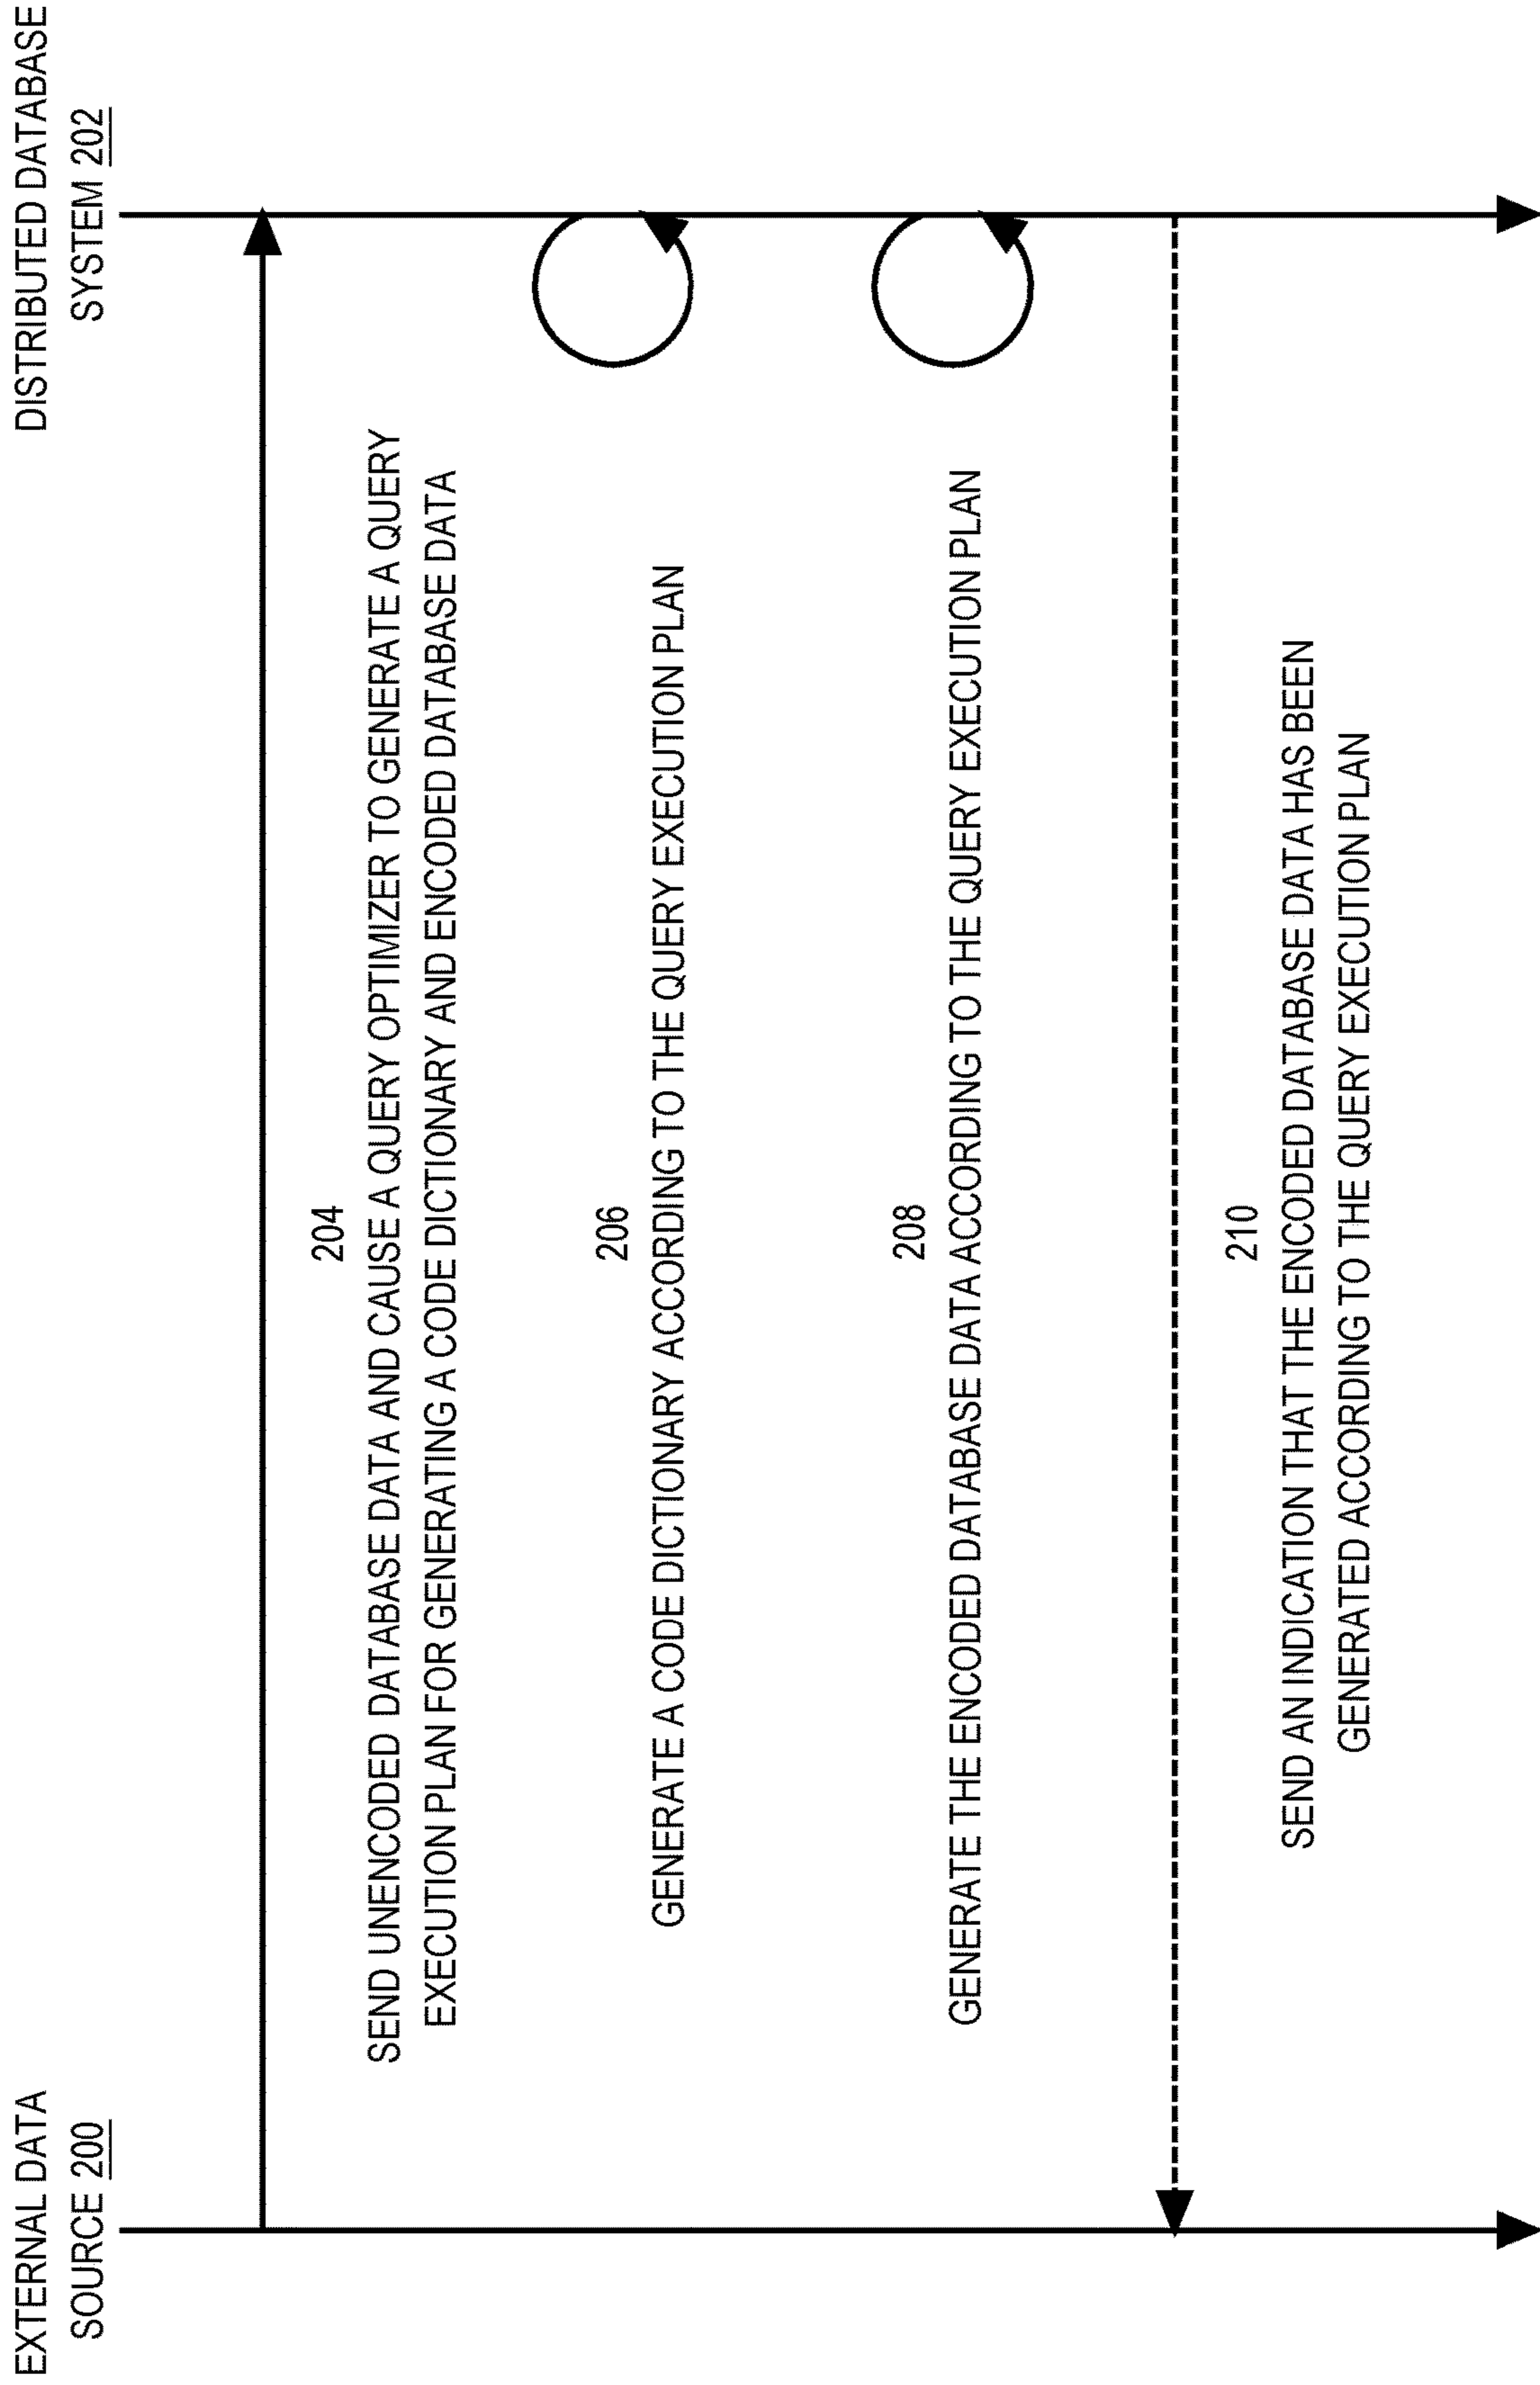 EXTERNAL DATA
SOURCE 200
DISTRIBUTED DATABASE
SYSTEM 202
204
SEND UNENCODED DATABASE DATA AND CAUSE A QUERY OPTIMIZER TO GENERATE A QUERY
EXECUTION PLAN FOR GENERATING A CODE DICTIONARY AND ENCODED DATABASE DATA
206
GENERATE A CODE DICTIONARY ACCORDING TO THE QUERY EXECUTION PLAN
208
GENERATE THE ENCODED DATABASE DATA ACCORDING TO THE QUERY EXECUTION PLAN
210
SEND AN INDICATION THAT THE ENCODED DATABASE DATA HAS BEEN
GENERATED ACCORDING TO THE QUERY EXECUTION PLAN